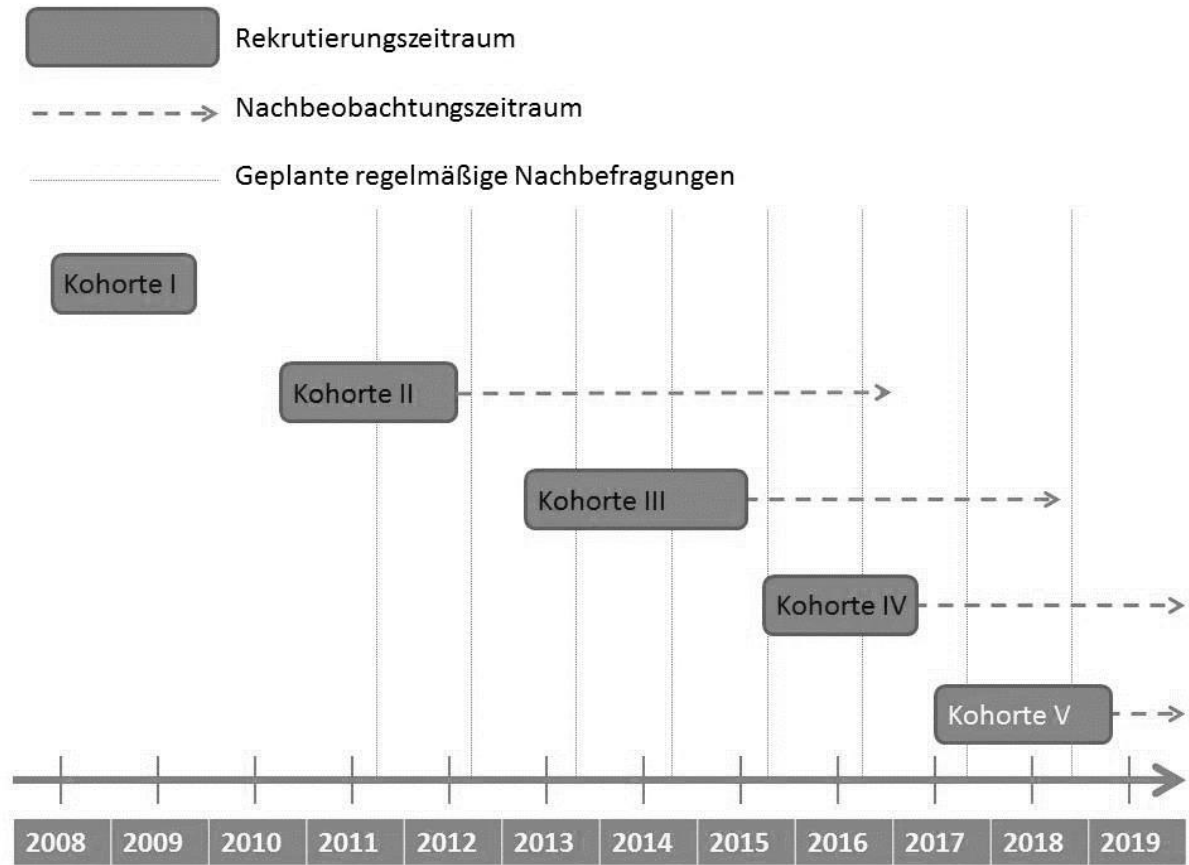 Rekrutierungszeitraum
Nachbeobachtungszeitraum
Geplante regelmäßige Nachbefragungen
Kohorte I
Kohorte II
Kohorte III
Kohorte IV
Kohorte V
2008 2009 2010 2011 2012 2013 2014 2015 2016 2017 2018 2019